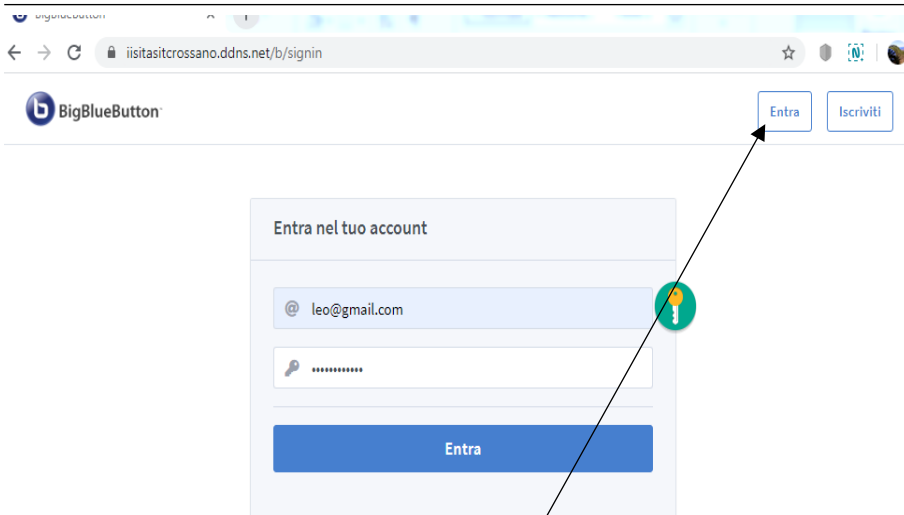 BigBlueButton
iisitasitcrossano.ddns.net/b/signin
BigBlueButton
Entra
Iscriviti
Entra nel tuo account
@ leo@gmail.com
••••••••••••
Entra